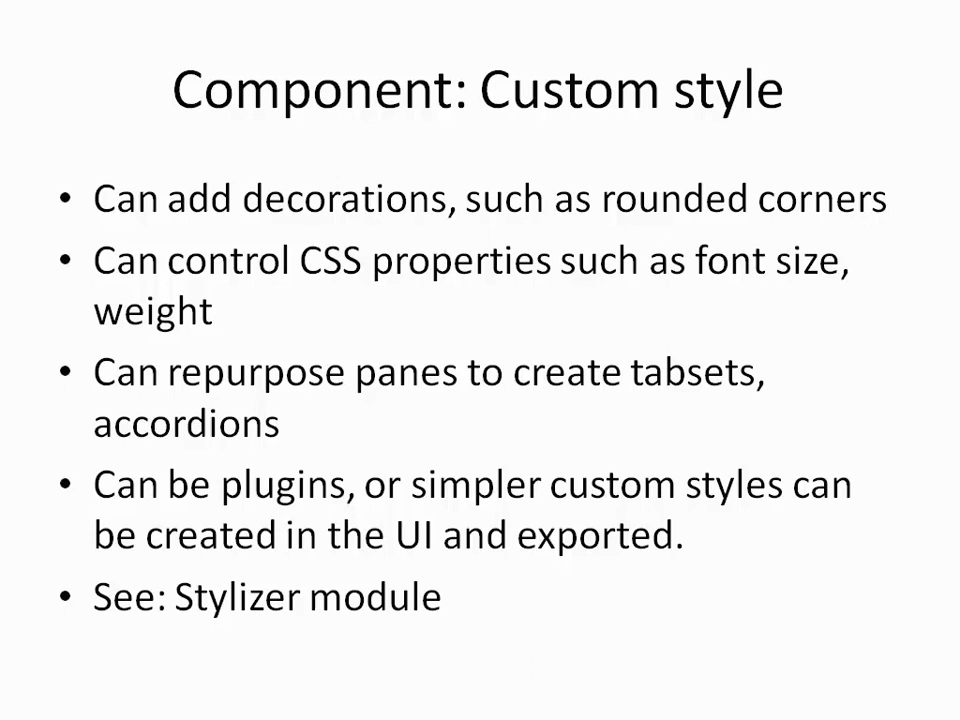 Component: Custom style
• Can add decorations, such as rounded corners
• Can control CSS properties such as font size,
weight
• Can repurpose panes to create tabsets,
accordions
• Can be plugins, or simpler custom styles can
be created in the UI and exported.
• See: Stylizer module